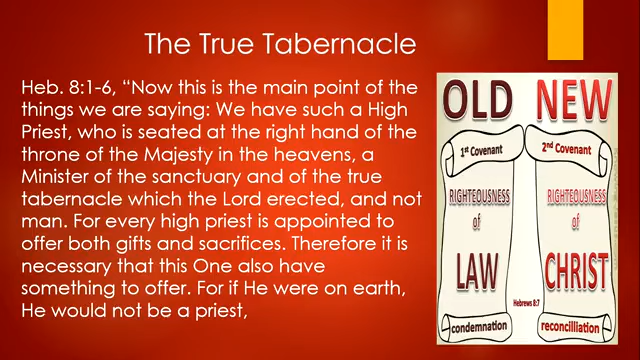 The True Tabernacle
Heb. 8:1-6, “Now this is the main point of the
things we are saying: We have such a High
Priest, who is seated at the right hand of the
throne of the Majesty in the heavens, a
Minister of the sanctuary and of the true
tabernacle which the Lord erected, and not
man. For every high priest is appointed to
offer both gifts and sacrifices. Therefore it is
necessary that this One also have
something to offer. For if He were on earth,
He would not be a priest,
OLD NEW
1st Covenant
RIGHTEOUSNESS
of
LAW
condemnation
2nd Covenant
RIGHTEOUSNESS
of
CHRIST
Hebrews 8:7
reconcilliation